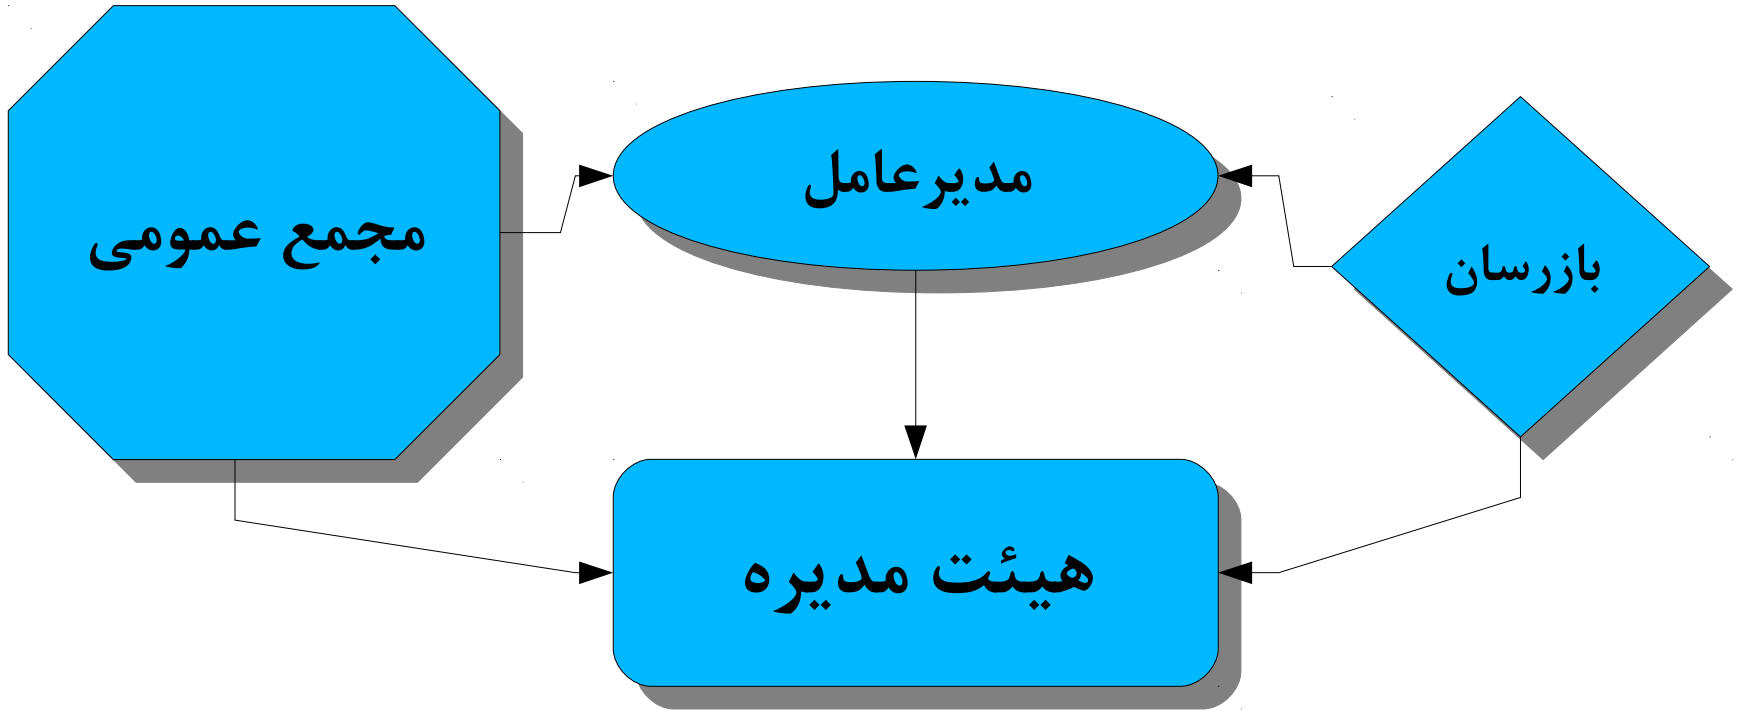 مدیرعامل
مجمع عمومی
بازرسان
هیئت مدیره